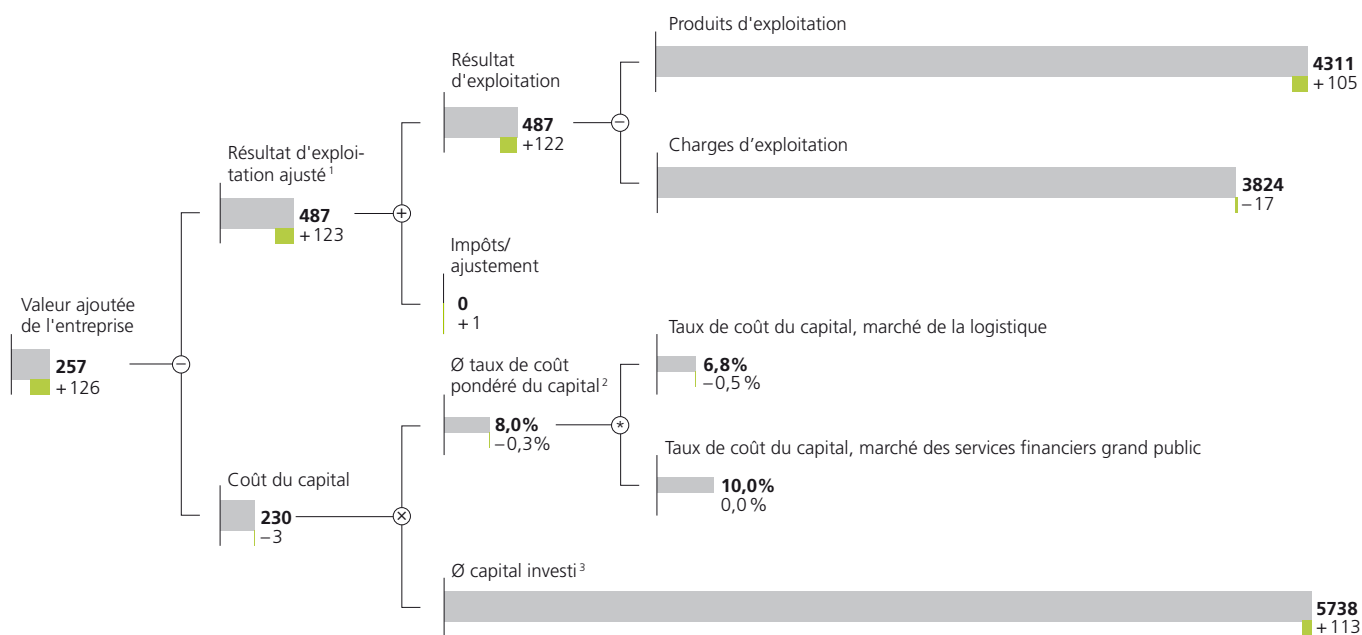 Produits d'exploitation
4311
+105
Résultat
d'exploitation
487
+122
Charges d’exploitation
3824
–17
Résultat d'exploi-
tation ajusté 1
487
+123
Impôts/
ajustement
0
+1
Valeur ajoutée
de l'entreprise
257
+126
Taux de coût du capital, marché de la logistique
6,8%
–0,5 %
Ø taux de coût
pondéré du capital 2
8,0%
–0,3%
Taux de coût du capital, marché des services financiers grand public
10,0%
0,0 %
Coût du capital
230
–3
Ø capital investi 3
5738
+113